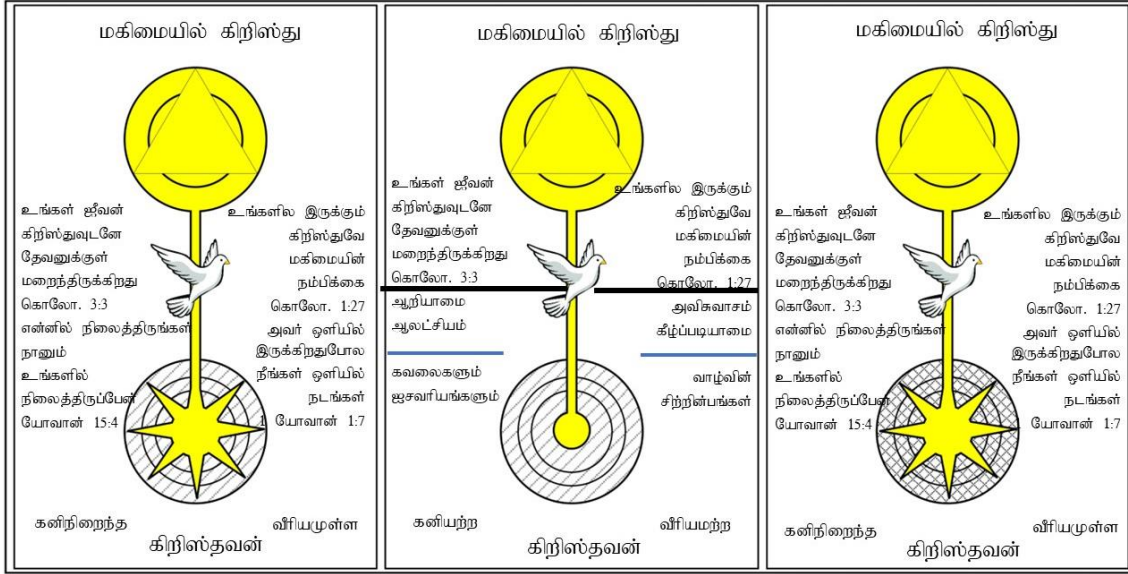 மகிமையில் கிறிஸ்து
உங்கள் ஜீவன்
கிறிஸ்துவுடனே
தேவனுக்குள்
மறைந்திருக்கிறது
கொலோ. 3:3
என்னில் நிலைத்திருங்கள்
நானும்
உங்களில்
நிலைத்திருப்பேன்
யோவான் 15:4
உங்களில இருக்கும்
கிறிஸ்துவே
மகிமையின்
நம்பிக்கை
கொலோ. 1:27
அவர் ஒளியில்
இருக்கிறதுபோல
நீங்கள் ஒளியில்
நடங்கள்
1 யோவான் 1:7
கனிநிறைந்த
வீரியமுள்ள
கிறிஸ்தவன்
மகிமையில் கிறிஸ்து
உங்கள் ஜீவன்
கிறிஸ்துவுடனே
தேவனுக்குள்
மறைந்திருக்கிறது
கொலோ. 3:3
ஆறியாமை
ஆலட்சியம்
கவலைகளும்
ஐசவரியங்களும்
உங்களில இருக்கும்
கிறிஸ்துவே
மகிமையின்
நம்பிக்கை
கொலோ. 1:27
அவிசுவாசம்
கீழ்ப்படியாமை
வாழ்வின்
சிற்றின்பங்கள்
கனியற்ற
வீரியமற்ற
கிறிஸ்தவன்
மகிமையில் கிறிஸ்து
உங்கள் ஜீவன்
கிறிஸ்துவுடனே
தேவனுக்குள்
மறைந்திருக்கிறது
கொலோ. 3:3
என்னில் நிலைத்திருங்கள்
நானும்
உங்களில்
நிலைத்திருப்பேன்
யோவான் 15:4
உங்களில இருக்கும்
கிறிஸ்துவே
மகிமையின்
நம்பிக்கை
கொலோ. 1:27
அவர் ஒளியில்
இருக்கிறதுபோல
நீங்கள் ஒளியில்
நடங்கள்
1 யோவான் 1:7
கனிநிறைந்த
வீரியமுள்ள
கிறிஸ்தவன்